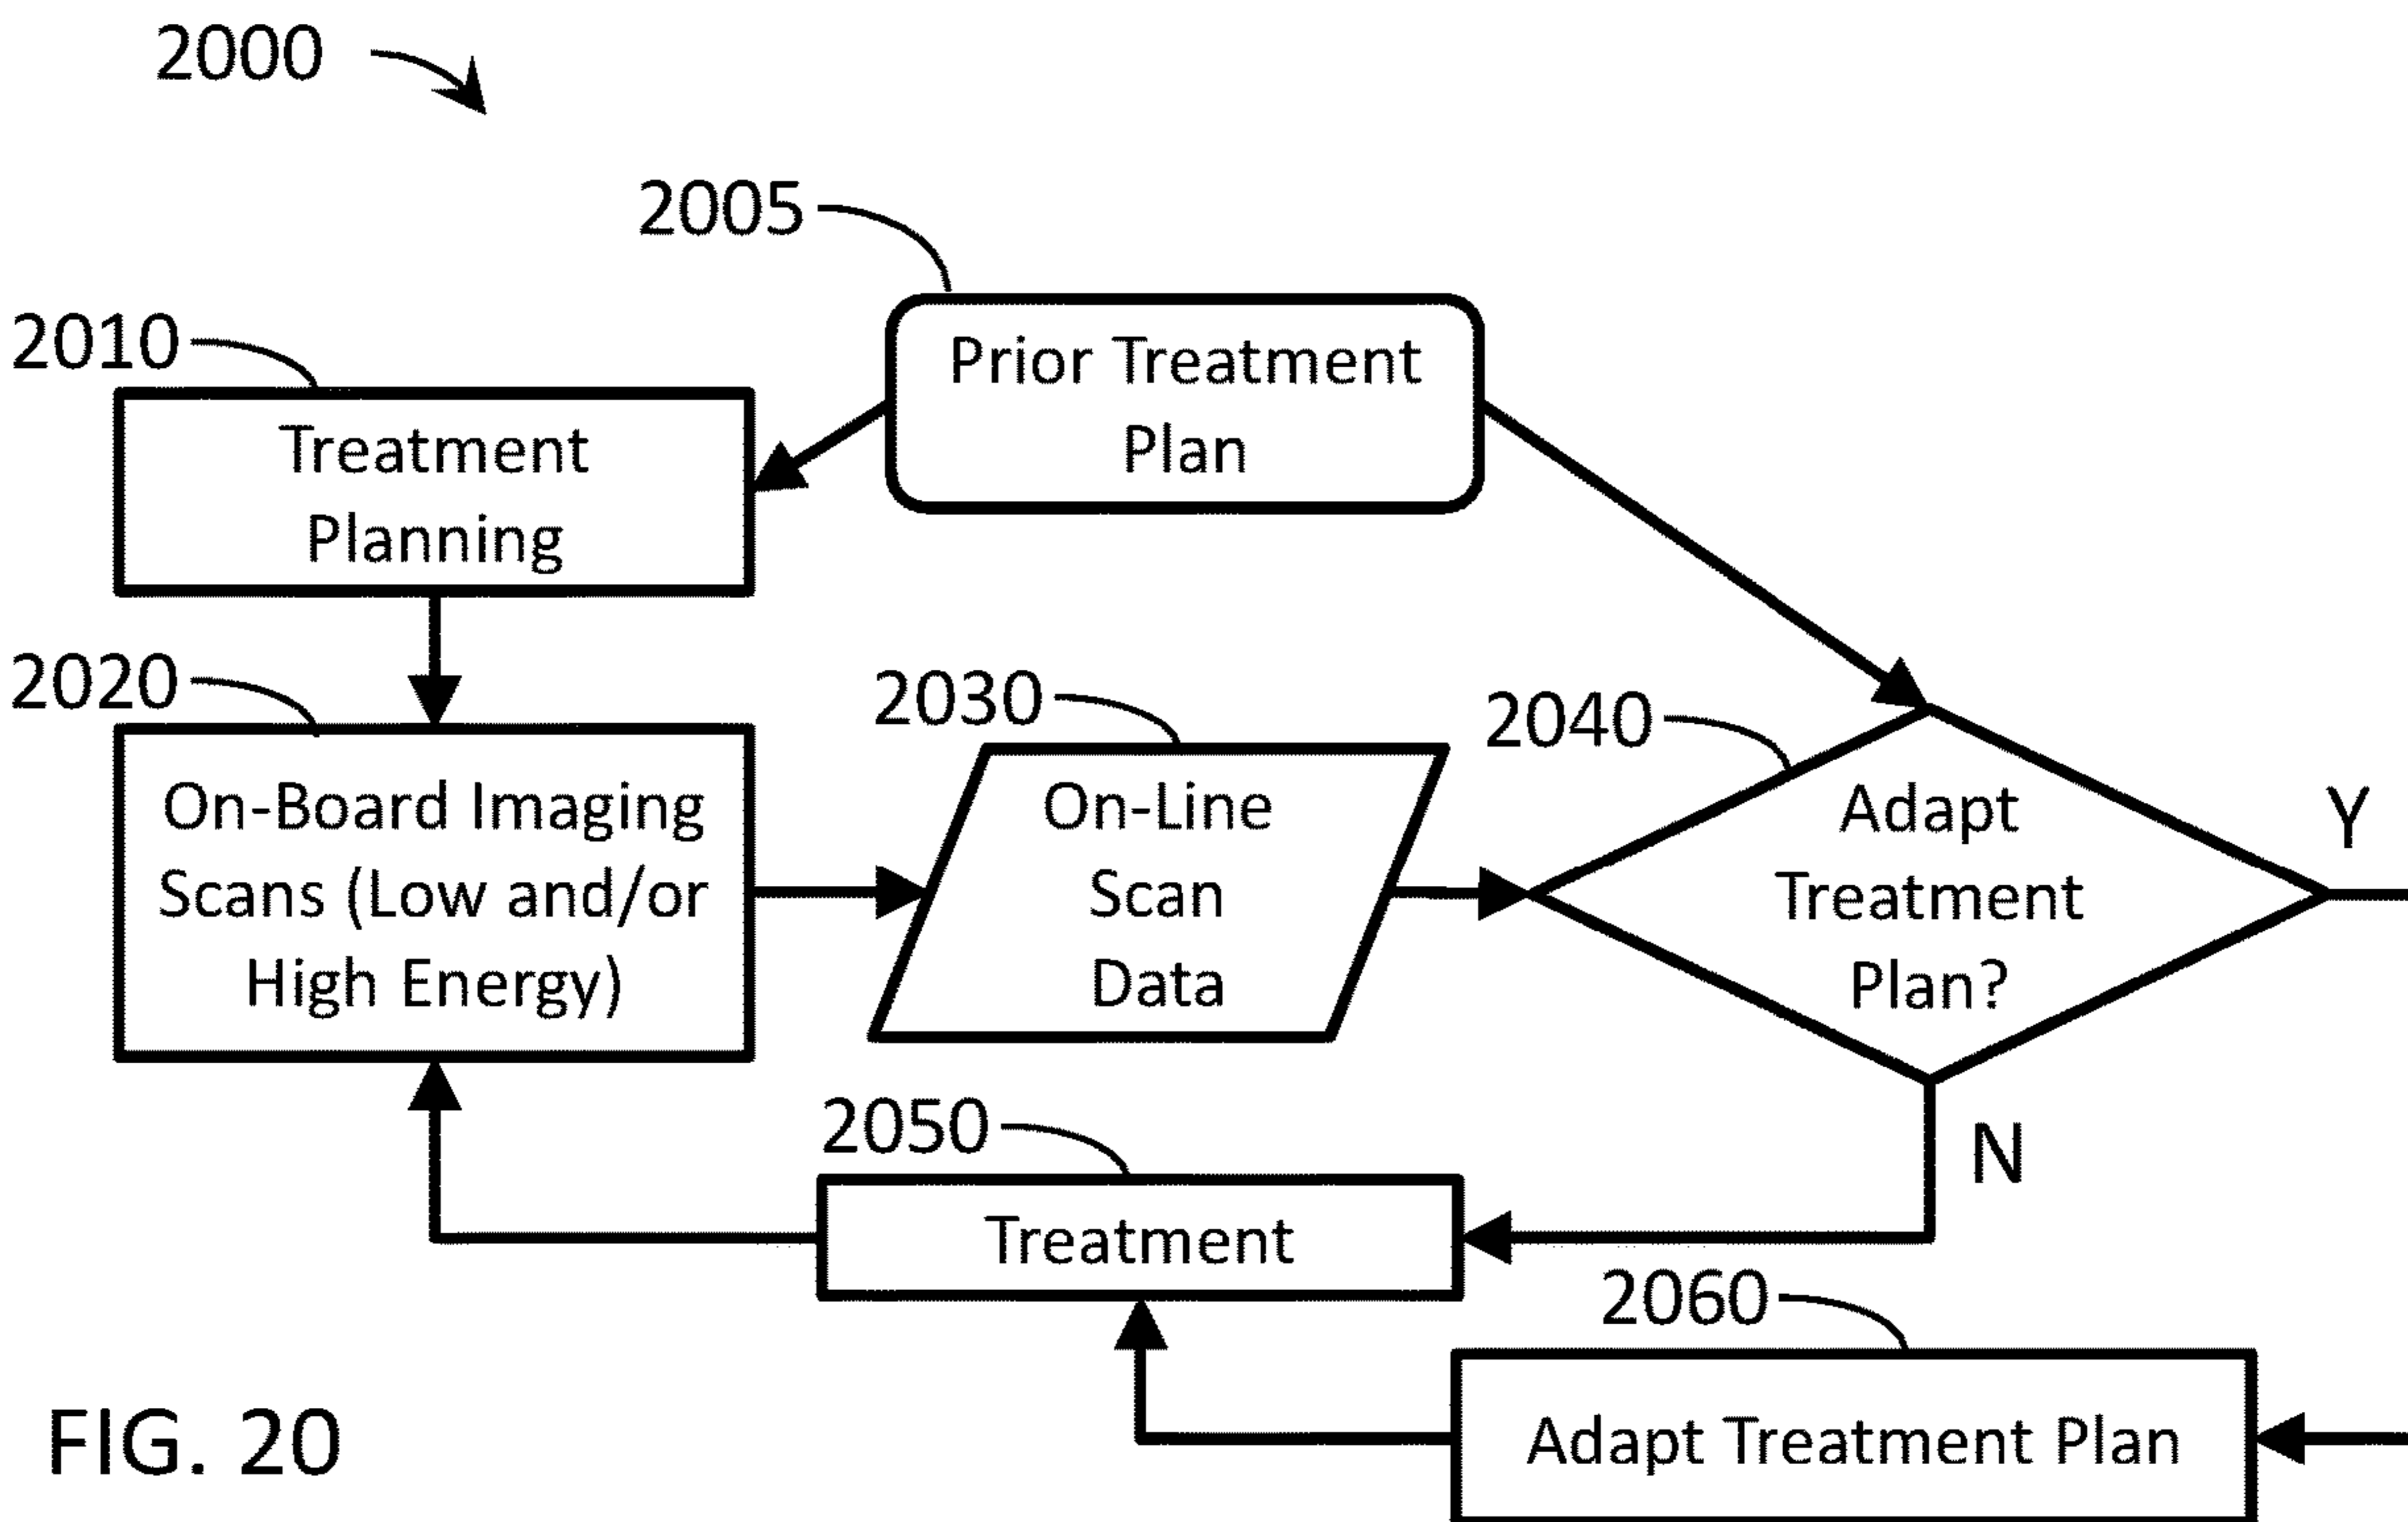 2000
2005
Prior Treatment
Plan
2010
Treatment
Planning
2020
On-Board Imaging
Scans (Low and/or
High Energy)
2030
On-Line
Scan
Data
2040
Adapt
Treatment
Plan?
Y
N
2050
Treatment
2060
Adapt Treatment Plan
FIG. 20